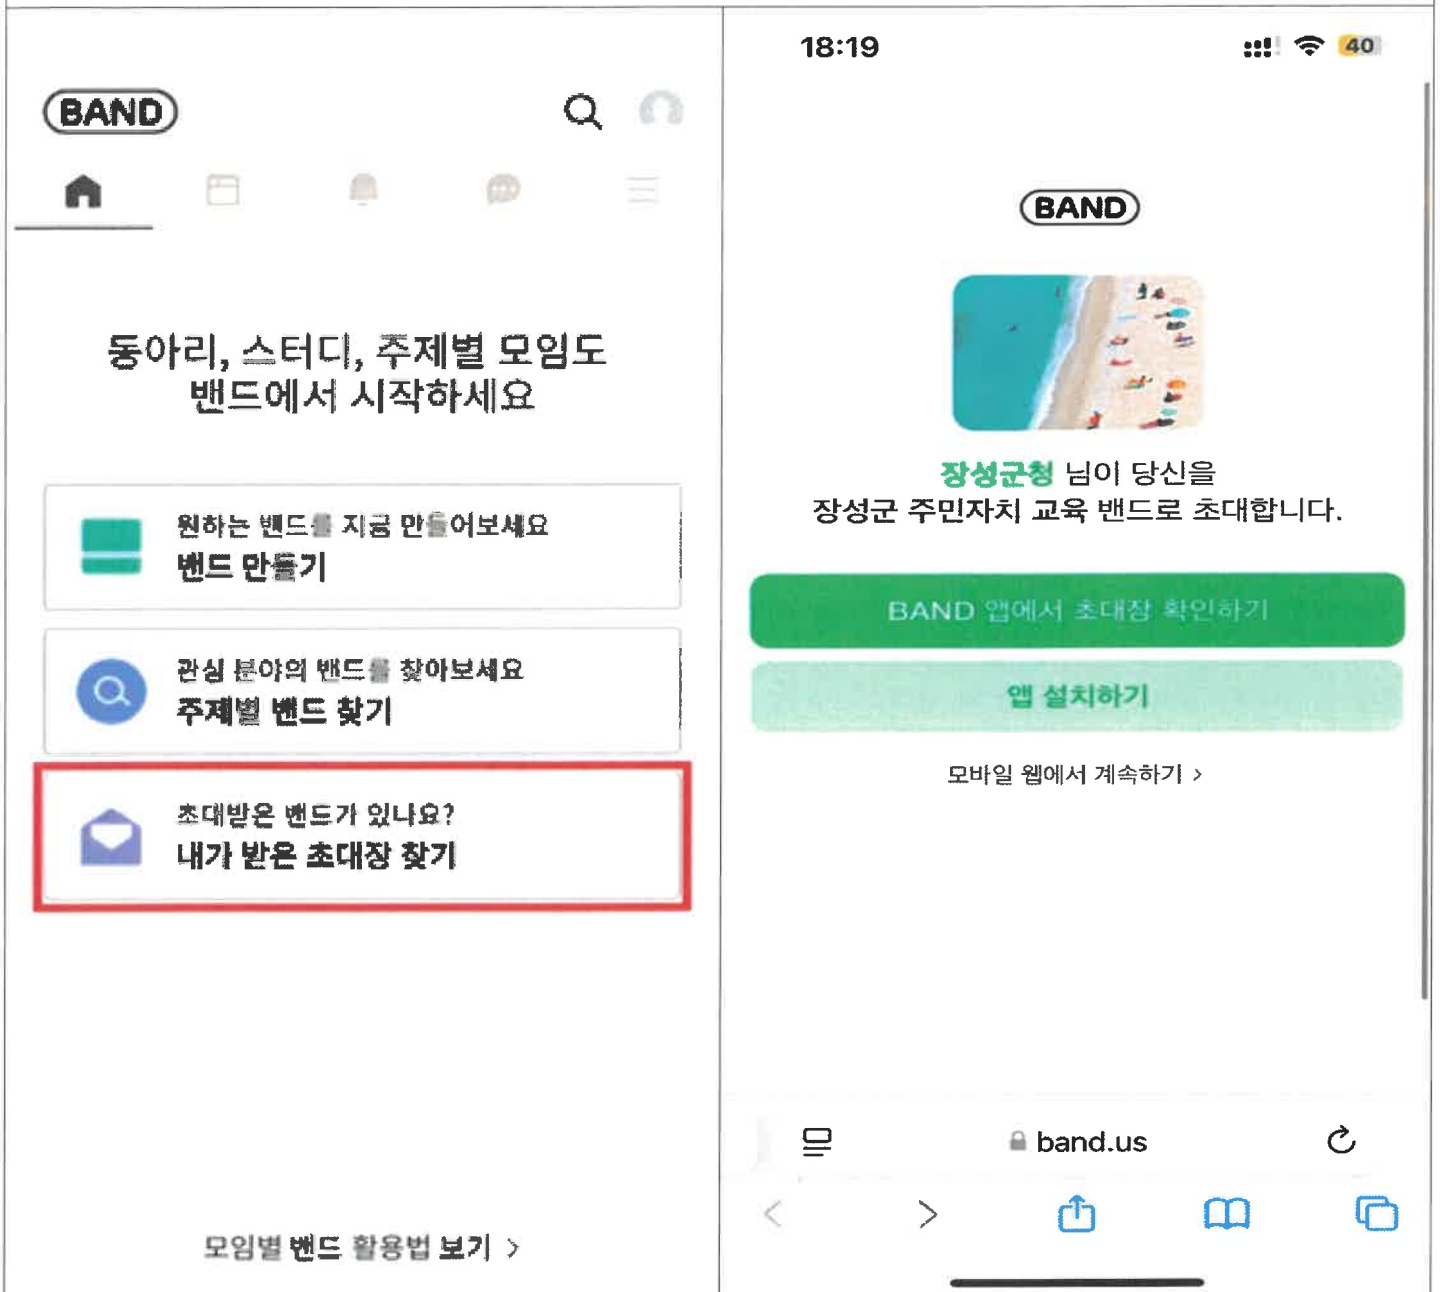 BAND
동아리, 스터디, 주제별 모임도
밴드에서 시작하세요
원하는 밴드를 지금 만들어보세요
밴드 만들기
관심 분야의 밴드를 찾아보세요
주제별 밴드 찾기
초대받은 밴드가 있나요?
내가 받은 초대장 찾기
모임별 밴드 활용법 보기 >
18:19
40
BAND
장성군청 님이 당신을
장성군 주민자치 교육 밴드로 초대합니다.
BAND 앱에서 초대장 확인하기
앱 설치하기
모바일 웹에서 계속하기 >
band.us